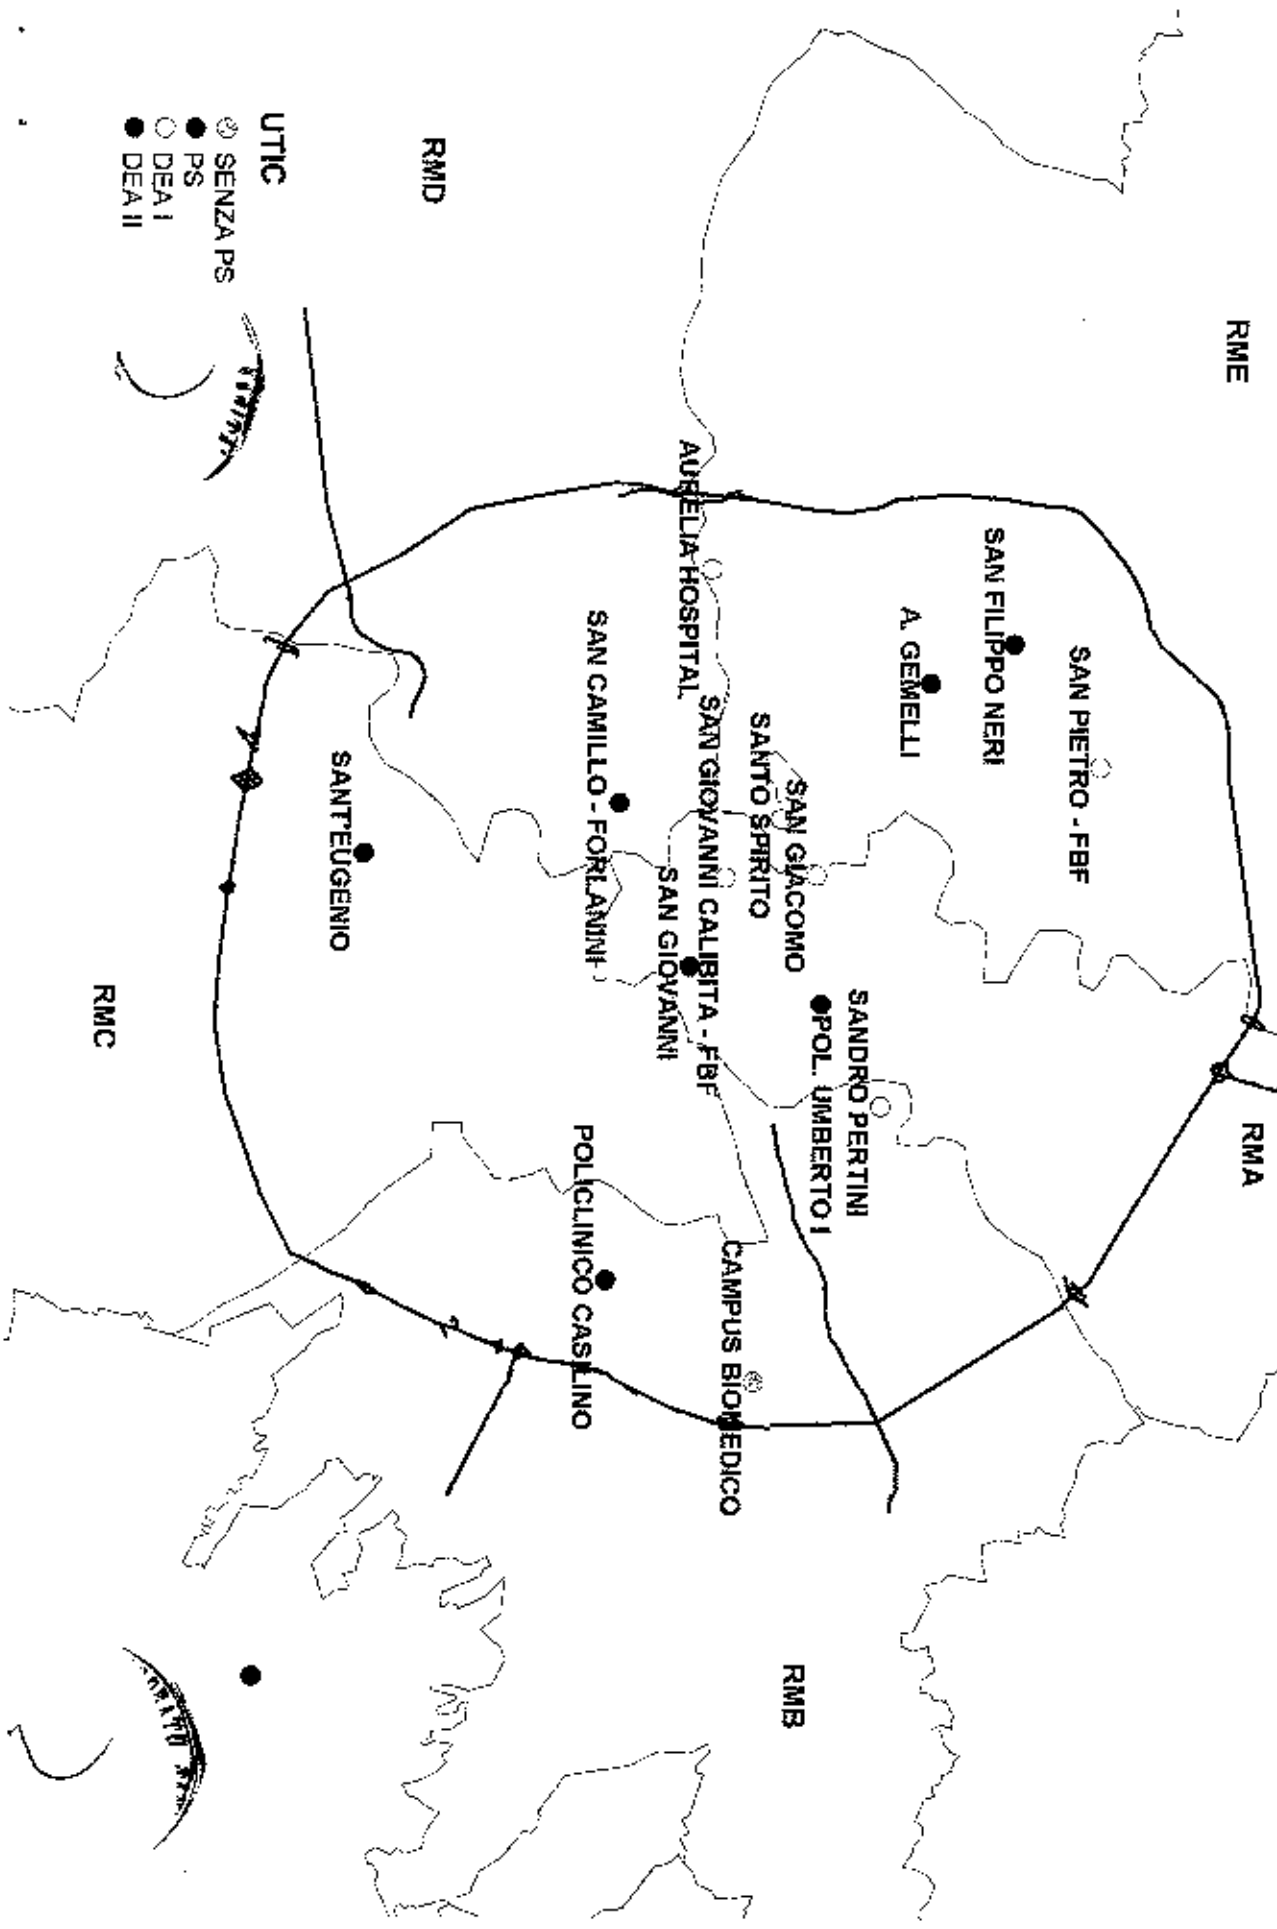 RME
RMA
SAN PIETRO - FBF
SAN FILIPPO NERI
A. GEMELLI
SANDRO PERTINI
POL. UMBERTO I
SAN GIACOMO
SANTO SPIRITO
CAMPUS BIOMEDICO
SAN GIOVANNI CALIBITA - FBF
AURELIA HOSPITAL
SAN GIOVANNI
RMB
SAN CAMILLO - FORLANINI
POLICLINICO CASILINO
RMD
SANT'EUGENIO
RMC
UTIC
SENZA PS
PS
DEA I
DEA II